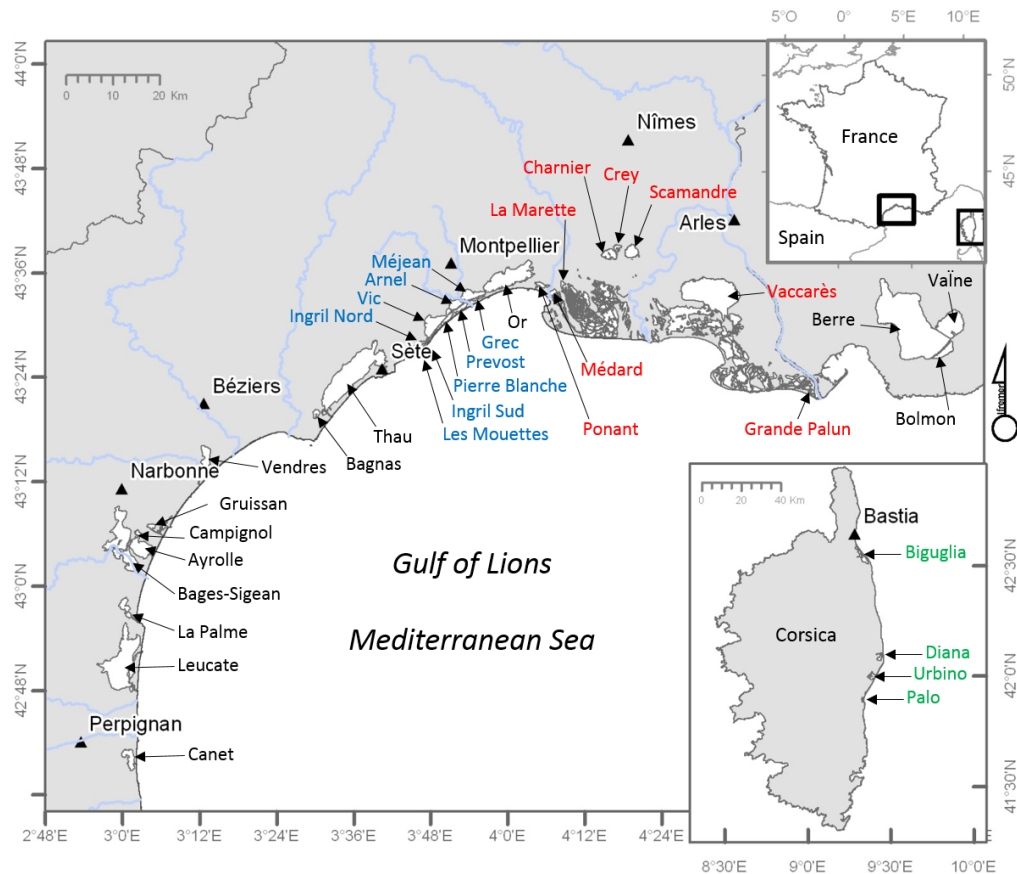 5°O 0°E 5°E 10°E
44°0'N
0 10 20 Km
50°N
France
45°N
Spain
Nîmes
43°48'N
Charnier
Crey
Scamandre
La Marette
Arles
Montpellier
43°36'N
Méjean
Arnel
Vic
Ingril Nord
Vaccarès
Vaïne
Berre
Or
Grec
Prevost
Sète
Médard
43°24'N
Béziers
Pierre Blanche
Ingril Sud
Les Mouettes
Ponant
Grande Palun
Bolmon
Ifremer
Thau
Bagnas
Vendres
Narbonne
43°12'N
Gruissan
Campignol
Ayrolle
Bages-Sigean
43°0'N
Gulf of Lions
Mediterranean Sea
La Palme
Leucate
42°48'N
Perpignan
Canet
0 20 40 Km
Bastia
Biguglia
42°30'N
Corsica
Diana
Urbino
42°0'N
Palo
41°30'N
2°48'E 3°0'E 3°12'E 3°24'E 3°36'E 3°48'E 4°0'E 4°12'E 4°24'E
8°30'E 9°0'E 9°30'E 10°0'E